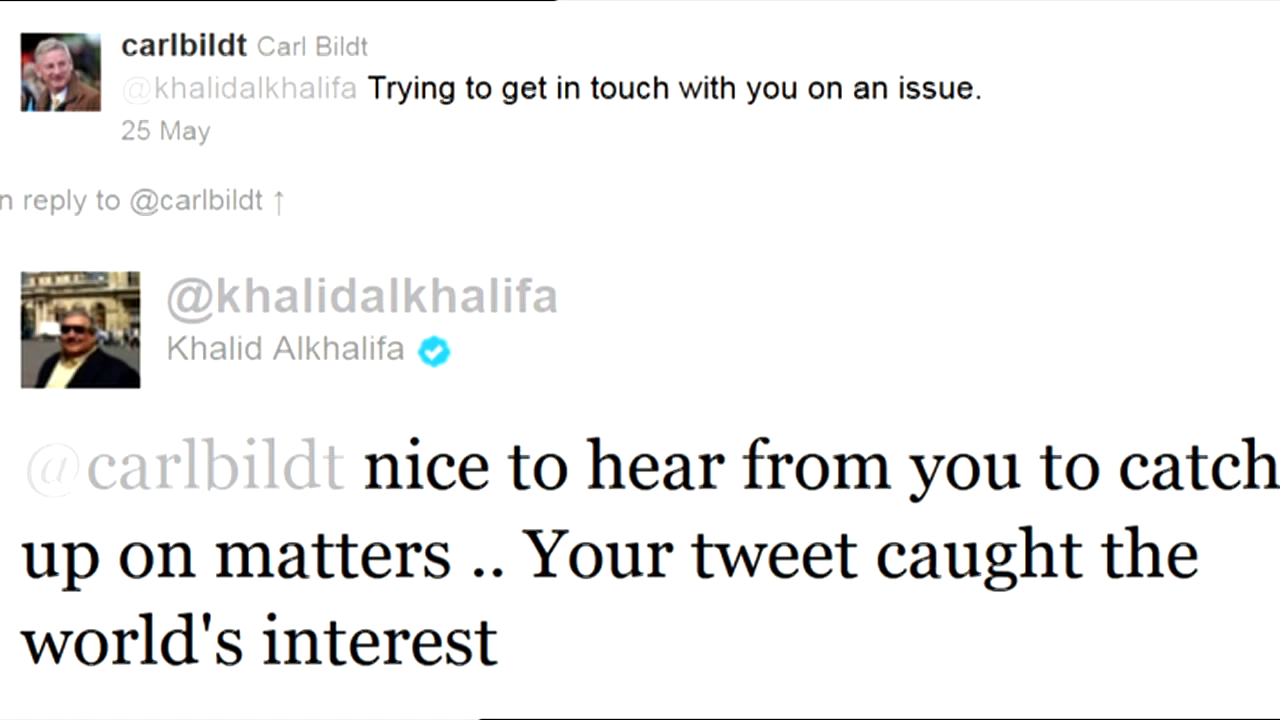 carlbildt Carl Bildt
@khalidalkhalifa Trying to get in touch with you on an issue.
25 May
n reply to @carlbildt ↑
@khalidalkhalifa
Khalid Alkhalifa
@carlbildt nice to hear from you to catch
up on matters .. Your tweet caught the
world's interest